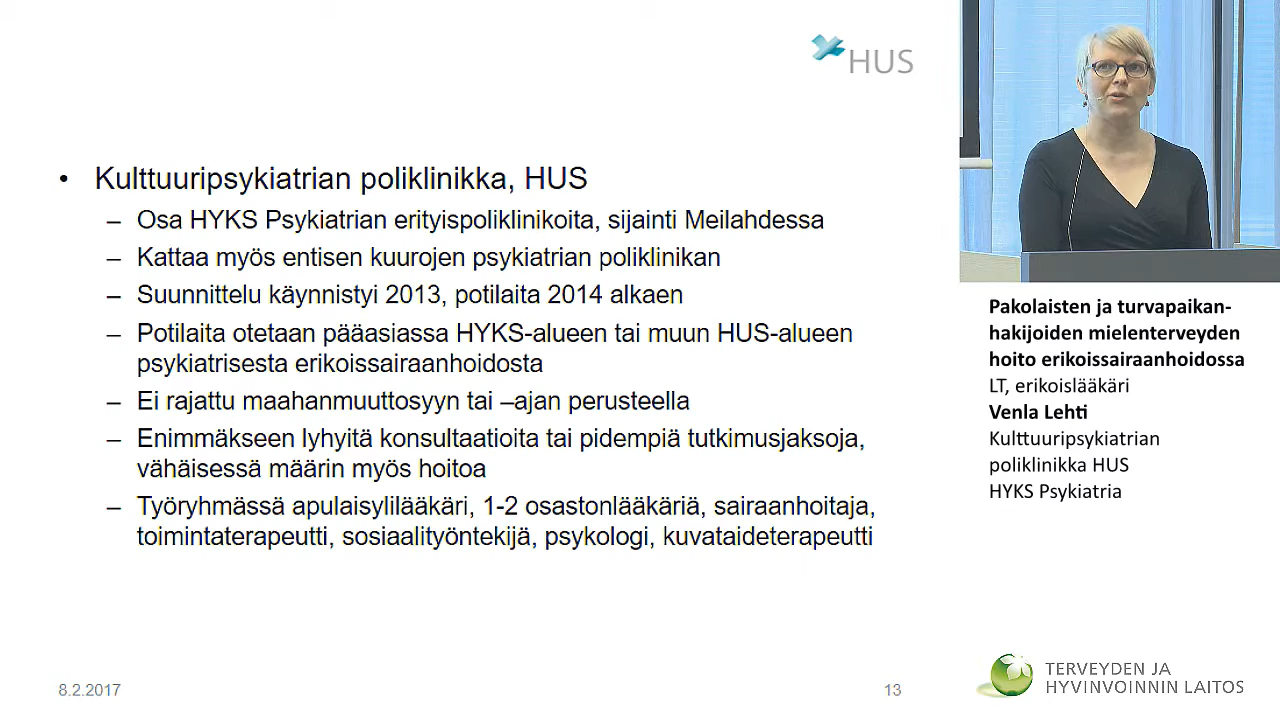 HUS
• Kulttuuripsykiatrian poliklinikka, HUS
– Osa HYKS Psykiatrian erityispoliklinikoita, sijainti Meilahdessa
– Kattaa myös entisen kuurojen psykiatrian poliklinikan
– Suunnittelu käynnistyi 2013, potilaita 2014 alkaen
– Potilaita otetaan pääasiassa HYKS-alueen tai muun HUS-alueen
psykiatrisesta erikoissairaanhoidosta
– Ei rajattu maahanmuuttosyyn tai –ajan perusteella
– Enimmäkseen lyhyitä konsultaatioita tai pidempiä tutkimusjaksoja,
vähäisessä määrin myös hoitoa
– Työryhmässä apulaisylilääkäri, 1-2 osastonlääkäriä, sairaanhoitaja,
toimintaterapeutti, sosiaalityöntekijä, psykologi, kuvataideterapeutti
8.2.2017
13
Pakolaisten ja turvapaikan-
hakijoiden mielenterveyden
hoito erikoissairaanhoidossa
LT, erikoislääkäri
Venla Lehti
Kulttuuripsykiatrian
poliklinikka HUS
HYKS Psykiatria
TERVEYDEN JA
HYVINVOINNIN LAITOS